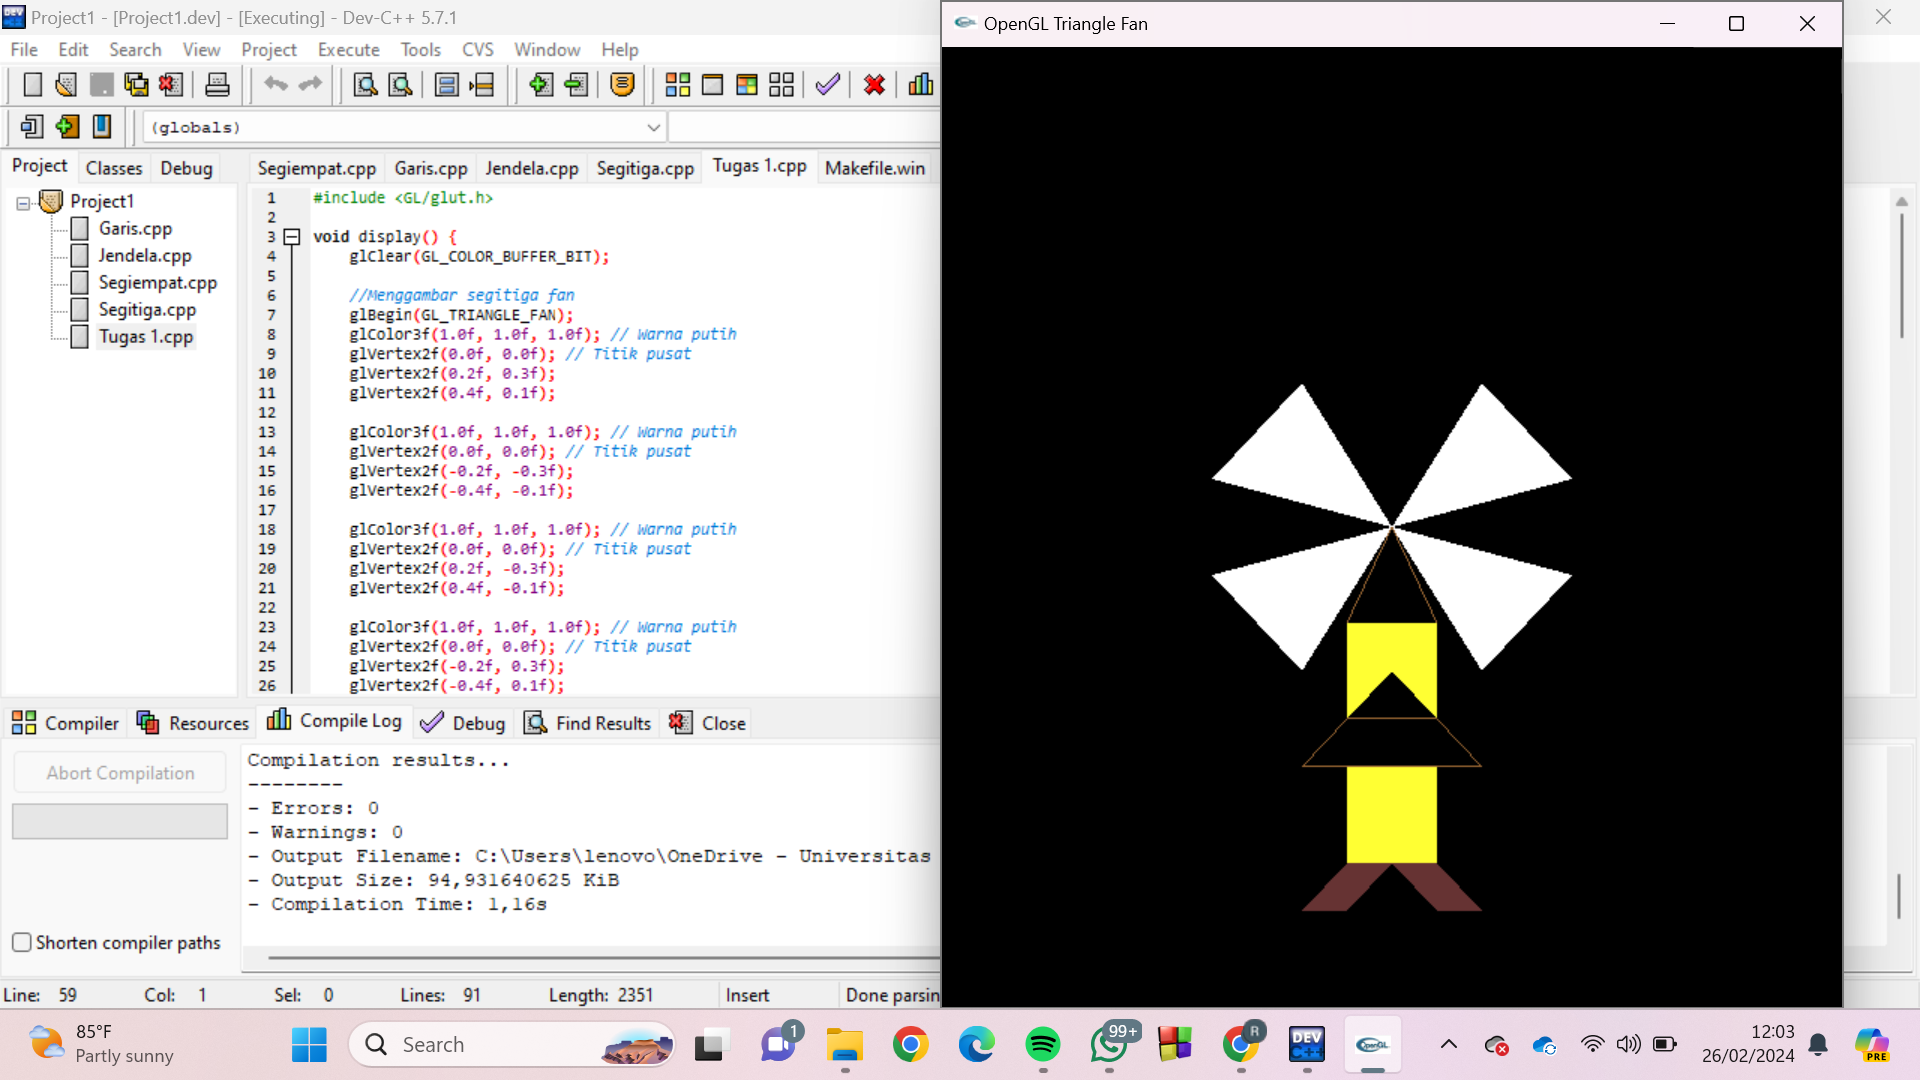 Project1 - [Project1.dev] - [Executing] - Dev-C++ 5.7.1
File Edit Search View Project Execute Tools CVS Window Help
(globals)
Project Classes Debug
Project1
Garis.cpp
Jendela.cpp
Segiempat.cpp
Segitiga.cpp
Tugas 1.cpp
Segiempat.cpp Garis.cpp Jendela.cpp Segitiga.cpp Tugas 1.cpp Makefile.win
1 #include <GL/glut.h>
2
3 void display() {
4 glClear(GL_COLOR_BUFFER_BIT);
5
6 //Menggambar segitiga fan
7 glBegin(GL_TRIANGLE_FAN);
8 glColor3f(1.0f, 1.0f, 1.0f); // Warna putih
9 glVertex2f(0.0f, 0.0f); // Titik pusat
10 glVertex2f(0.2f, 0.3f);
11 glVertex2f(0.4f, 0.1f);
12
13 glColor3f(1.0f, 1.0f, 1.0f); // Warna putih
14 glVertex2f(0.0f, 0.0f); // Titik pusat
15 glVertex2f(-0.2f, -0.3f);
16 glVertex2f(-0.4f, -0.1f);
17
18 glColor3f(1.0f, 1.0f, 1.0f); // Warna putih
19 glVertex2f(0.0f, 0.0f); // Titik pusat
20 glVertex2f(0.2f, -0.3f);
21 glVertex2f(0.4f, -0.1f);
22
23 glColor3f(1.0f, 1.0f, 1.0f); // Warna putih
24 glVertex2f(0.0f, 0.0f); // Titik pusat
25 glVertex2f(-0.2f, 0.3f);
26 glVertex2f(-0.4f, 0.1f);
Compiler Resources Compile Log Debug Find Results Close
Abort Compilation
Shorten compiler paths
Compilation results...
--------
- Errors: 0
- Warnings: 0
- Output Filename: C:\Users\lenovo\OneDrive - Universitas
- Output Size: 94,931640625 KiB
- Compilation Time: 1,16s
Line: 59 Col: 1 Sel: 0 Lines: 91 Length: 2351 Insert Done parsin
OpenGL Triangle Fan
85°F
Partly sunny
Search
1
99+
R
DEV
C++
OpenGL
12:03
26/02/2024
PRE